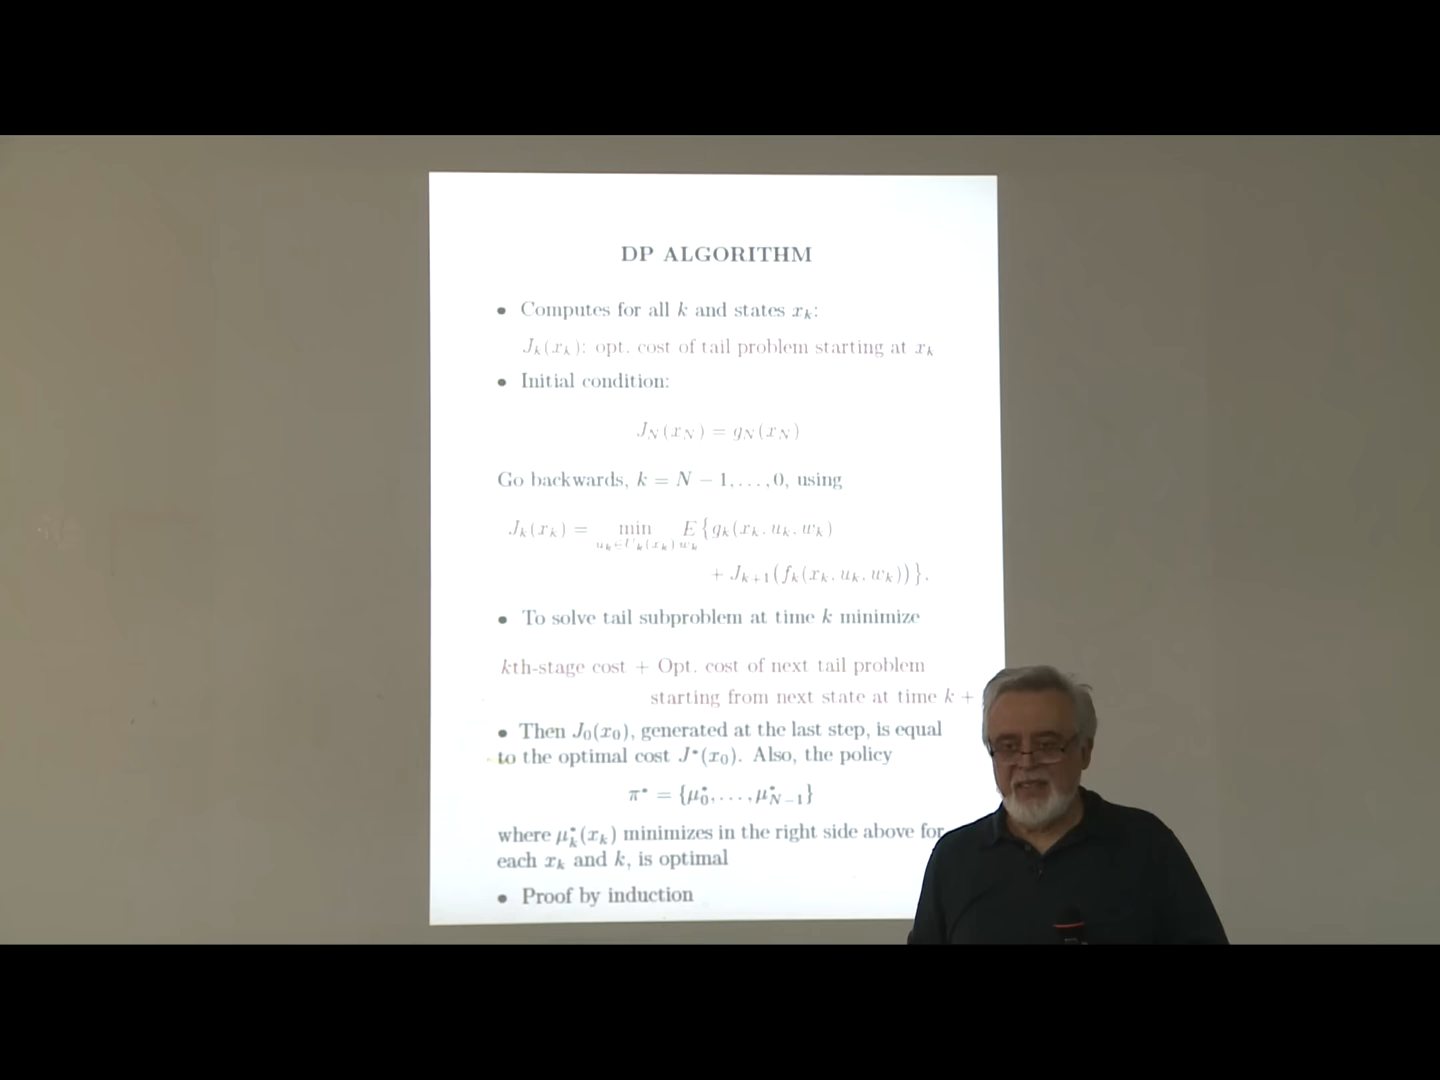 DP ALGORITHM
• Computes for all k and states x_k:
J_k(x_k): opt. cost of tail problem starting at x_k
• Initial condition:
J_N(x_N) = g_N(x_N)
Go backwards, k = N − 1, . . . , 0, using
J_k(x_k) = min_{u_k∈U_k(x_k)} E_{w_k} {g_k(x_k, u_k, w_k)
+ J_{k+1}(f_k(x_k, u_k, w_k))}.
• To solve tail subproblem at time k minimize
kth-stage cost + Opt. cost of next tail problem
starting from next state at time k +
• Then J_0(x_0), generated at the last step, is equal
to the optimal cost J*(x_0). Also, the policy
π* = {μ*_0, . . . , μ*_{N−1}}
where μ*_k(x_k) minimizes in the right side above for
each x_k and k, is optimal
• Proof by induction